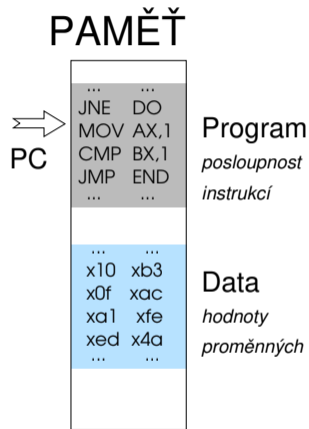 PAMĚŤ
... ...
JNE DO
MOV AX,1
CMP BX,1
JMP END
... ...
PC
Program
posloupnost
instrukcí
... ...
x10 xb3
x0f xac
xa1 xfe
xed x4a
... ...
Data
hodnoty
proměnných